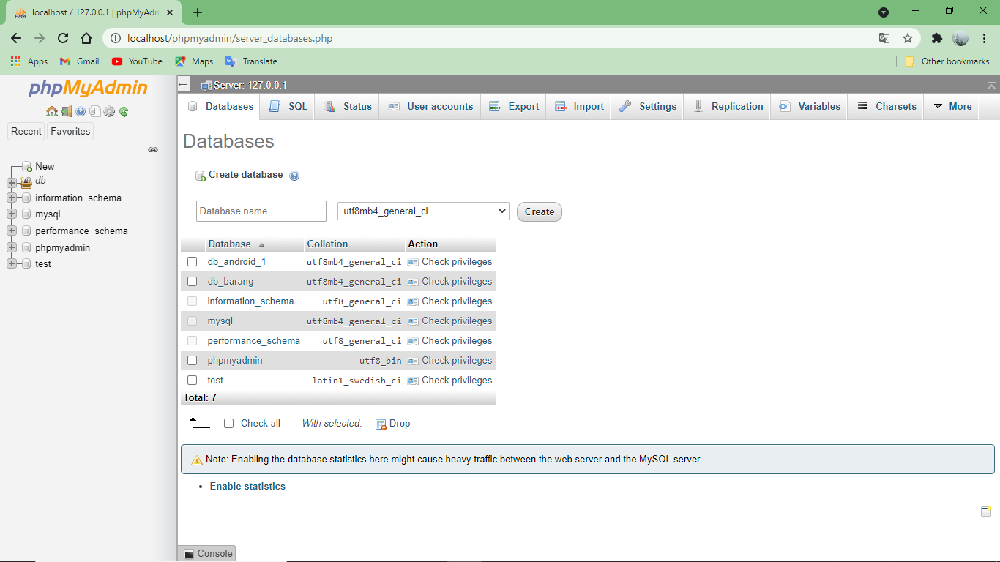 localhost / 127.0.0.1 | phpMyAdm
localhost/phpmyadmin/server_databases.php
Apps Gmail YouTube Maps Translate Other bookmarks
phpMyAdmin
Recent Favorites
New
db
information_schema
mysql
performance_schema
phpmyadmin
test
Server: 127.0.0.1
Databases SQL Status User accounts Export Import Settings Replication Variables Charsets More
Databases
Create database
Database name utf8mb4_general_ci Create
Database Collation Action
db_android_1 utf8mb4_general_ci Check privileges
db_barang utf8mb4_general_ci Check privileges
information_schema utf8_general_ci Check privileges
mysql utf8mb4_general_ci Check privileges
performance_schema utf8_general_ci Check privileges
phpmyadmin utf8_bin Check privileges
test latin1_swedish_ci Check privileges
Total: 7
Check all With selected: Drop
Note: Enabling the database statistics here might cause heavy traffic between the web server and the MySQL server.
• Enable statistics
Console